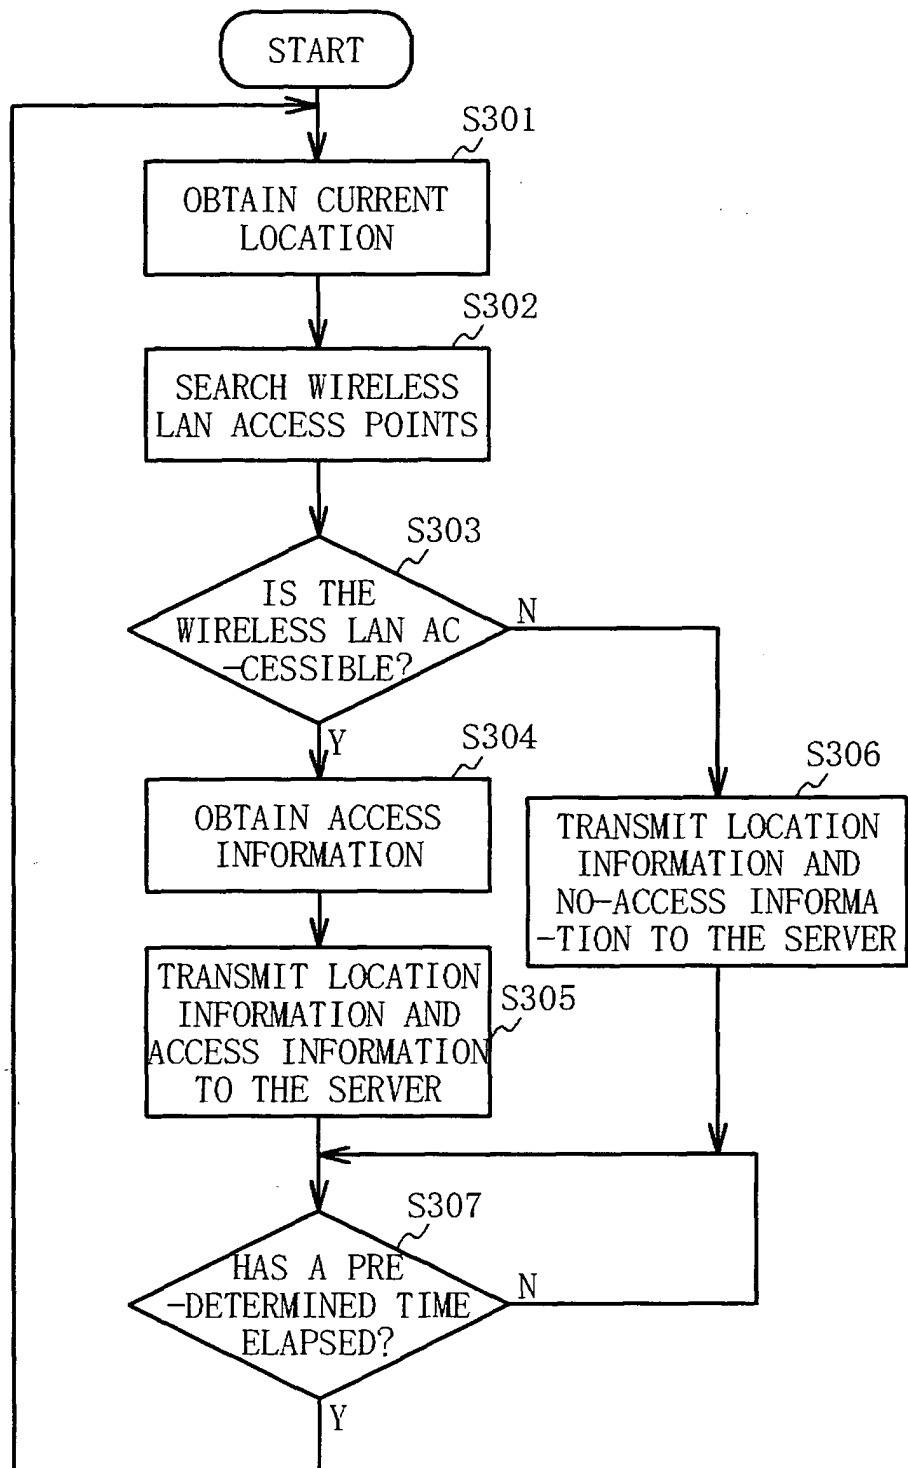 START
S301
OBTAIN CURRENT
LOCATION
S302
SEARCH WIRELESS
LAN ACCESS POINTS
S303
IS THE
WIRELESS LAN AC
-CESSIBLE?
N
Y
S304
OBTAIN ACCESS
INFORMATION
S306
TRANSMIT LOCATION
INFORMATION AND
NO-ACCESS INFORMA
-TION TO THE SERVER
TRANSMIT LOCATION
INFORMATION AND
ACCESS INFORMATION
TO THE SERVER
S305
S307
HAS A PRE
-DETERMINED TIME
ELAPSED?
N
Y